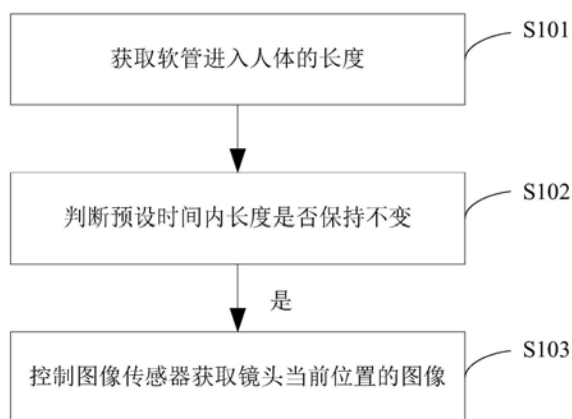 S101
获取软管进入人体的长度
S102
判断预设时间内长度是否保持不变
是
S103
控制图像传感器获取镜头当前位置的图像